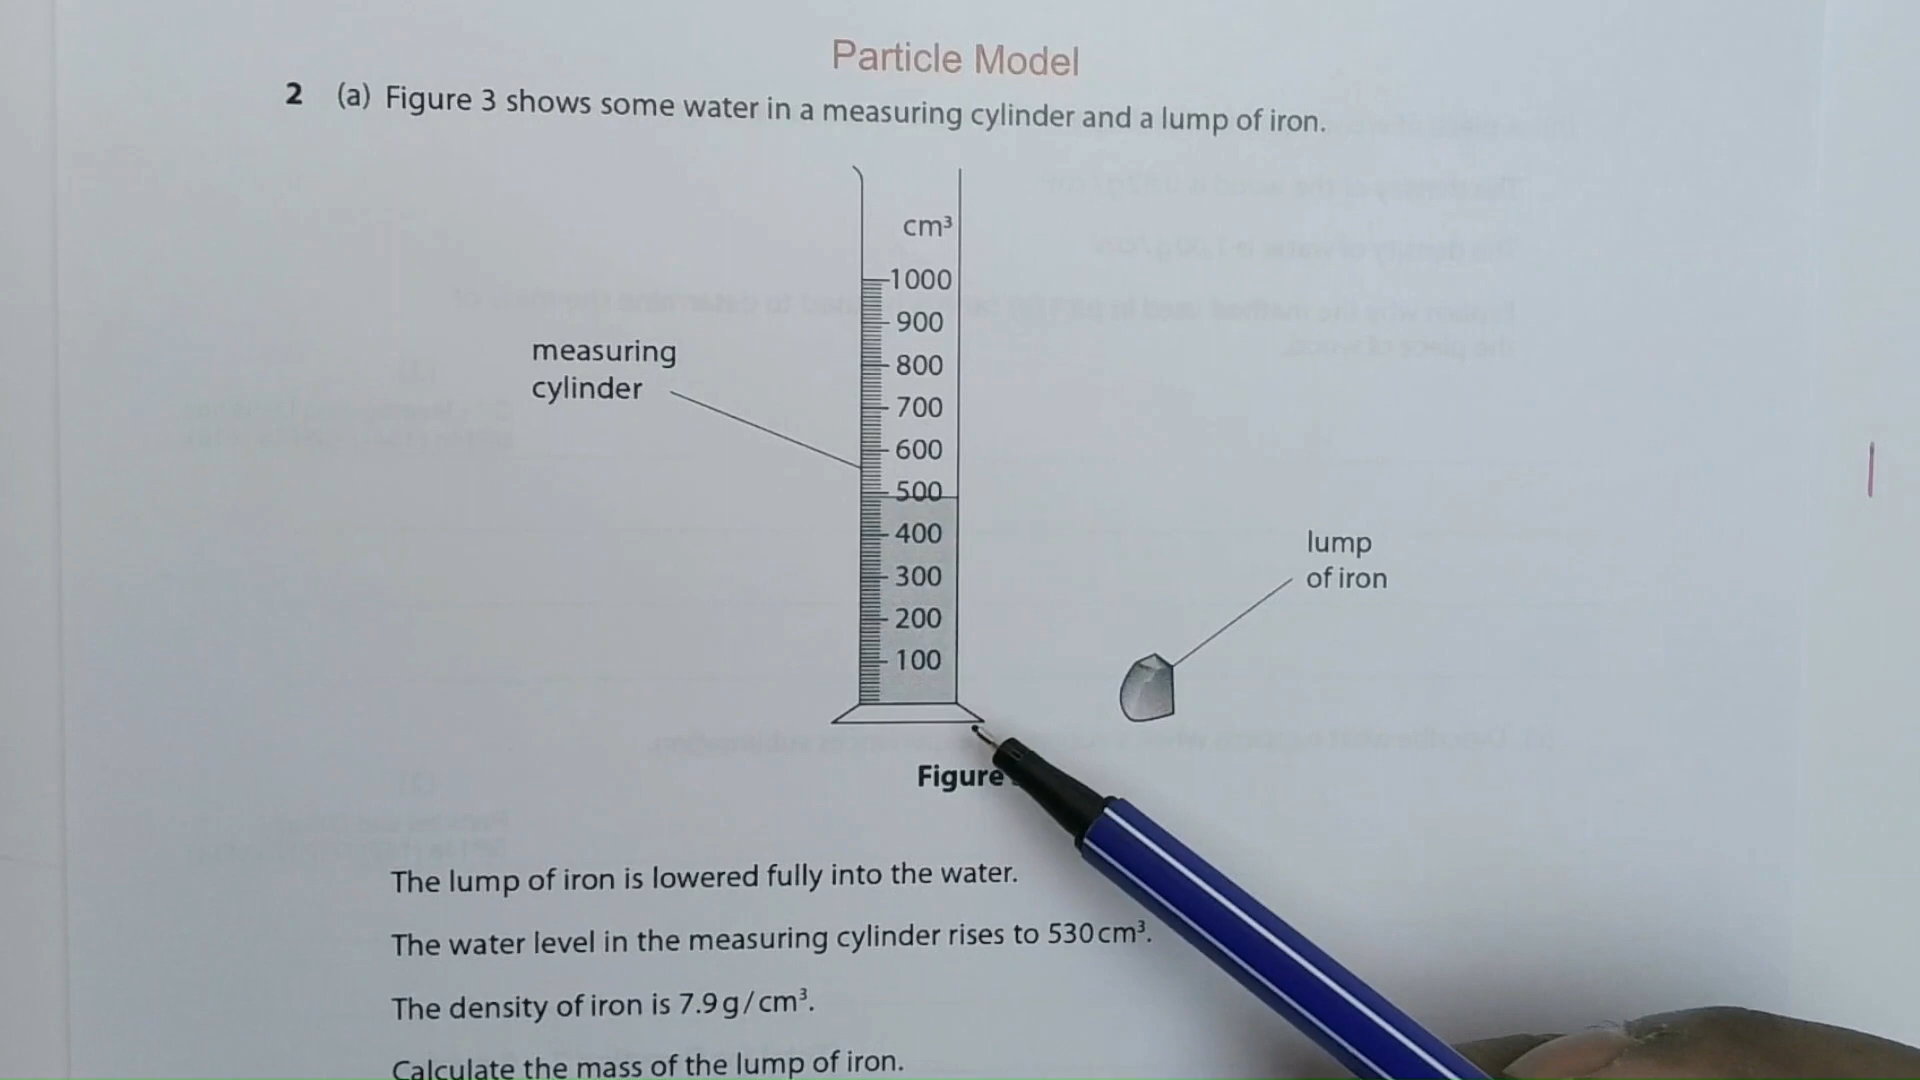 Particle Model
2 (a) Figure 3 shows some water in a measuring cylinder and a lump of iron.
cm³
1000
900
measuring
cylinder
800
700
600
500
400
lump
of iron
300
200
100
Figure
The lump of iron is lowered fully into the water.
The water level in the measuring cylinder rises to 530 cm³.
The density of iron is 7.9 g/cm³.
Calculate the mass of the lump of iron.